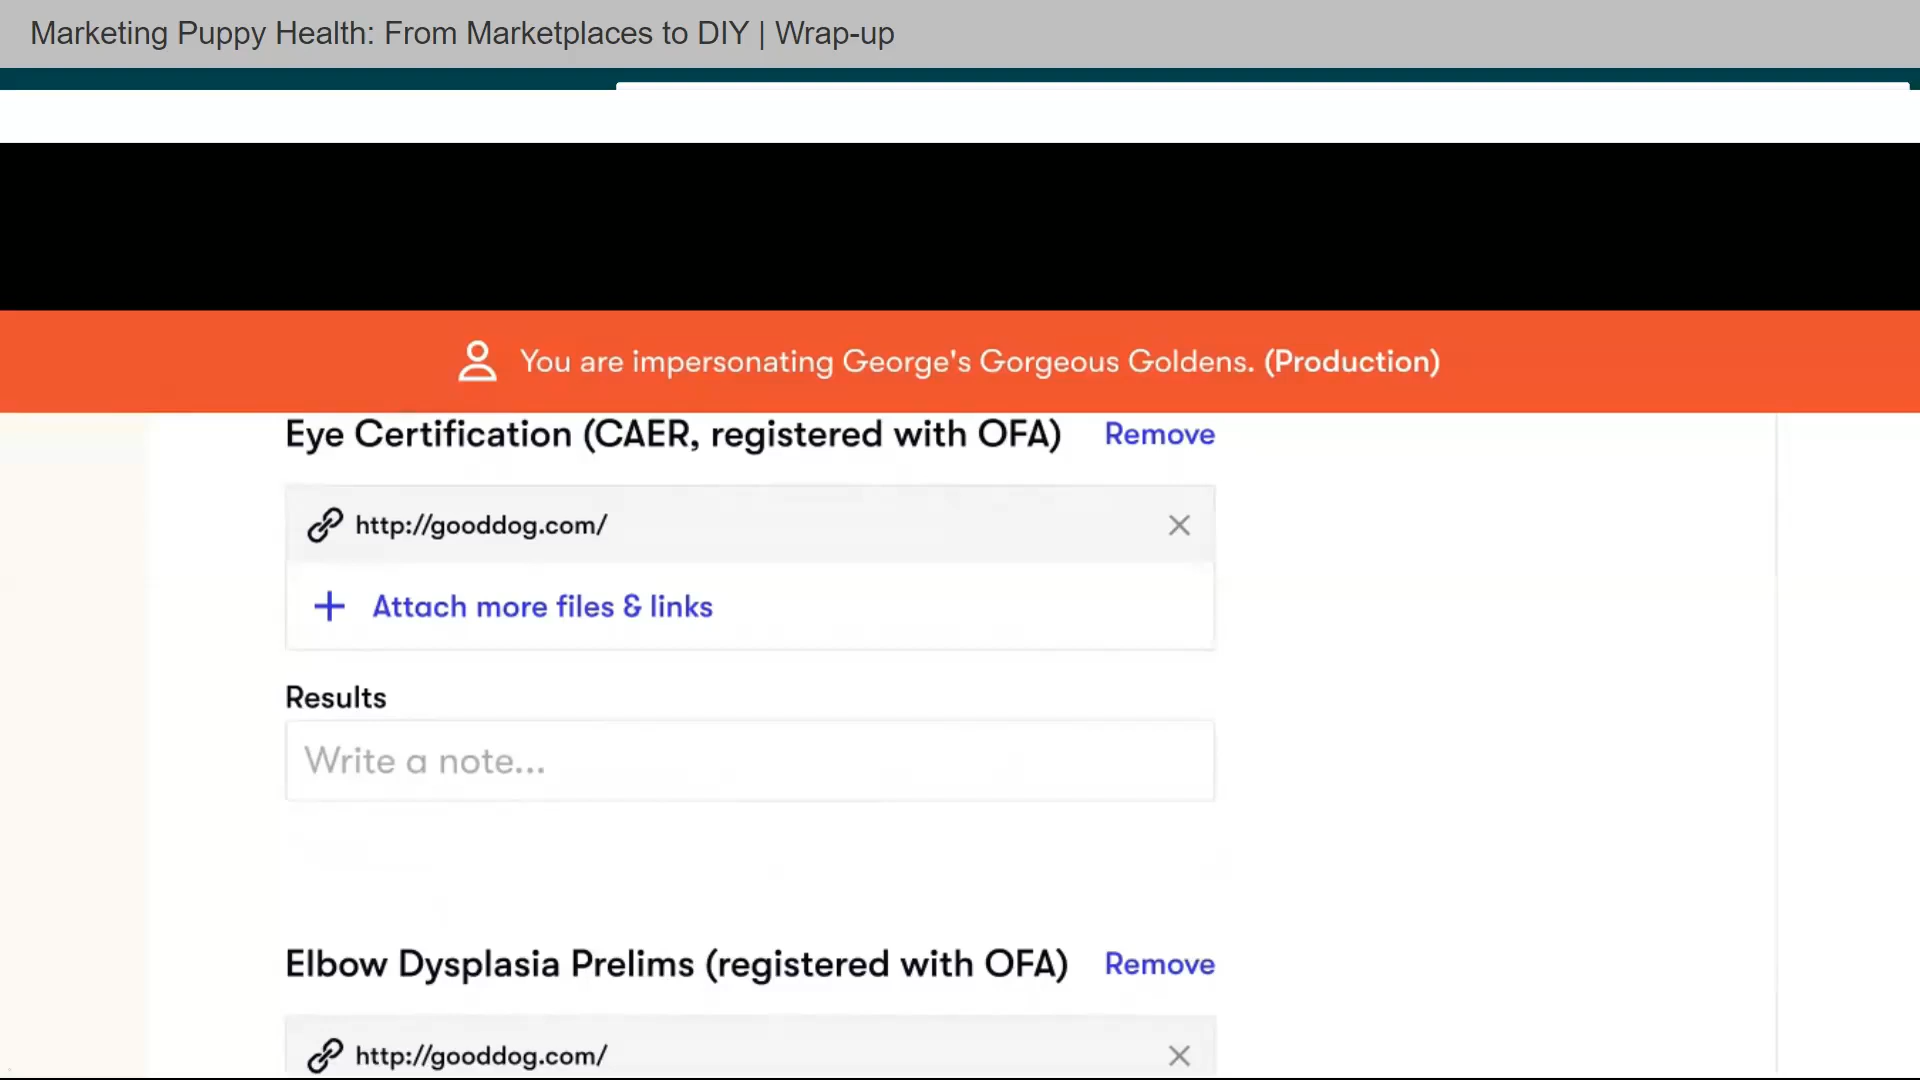 Marketing Puppy Health: From Marketplaces to DIY | Wrap-up
You are impersonating George's Gorgeous Goldens. (Production)
Eye Certification (CAER, registered with OFA) Remove
http://gooddog.com/
Attach more files & links
Results
Write a note...
Elbow Dysplasia Prelims (registered with OFA) Remove
http://gooddog.com/